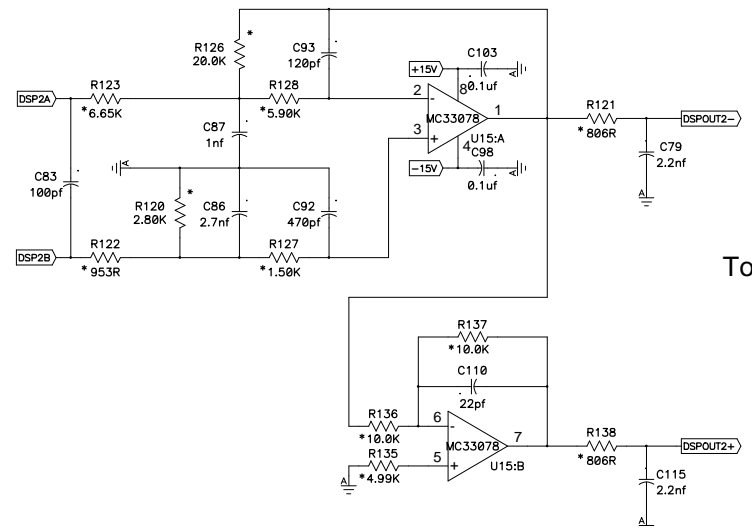 R126
20.0K
*
C93
120pf
C103
0.1uf
+15V
A
R123
*6.65K
R128
*5.90K
DSP2A
2
-
8
1
3
+
MC33078
U15:A
4
-15V
C98
0.1uf
A
R121
*806R
DSPOUT2-
C79
2.2nf
A
C87
1nf
A
C83
100pf
R120
2.80K
*
C86
2.7nf
C92
470pf
DSP2B
R122
*953R
R127
*1.50K
To
R137
*10.0K
C110
22pf
R136
*10.0K
6
-
MC33078
7
R135
*4.99K
5
+
U15:B
A
R138
*806R
DSPOUT2+
C115
2.2nf
A